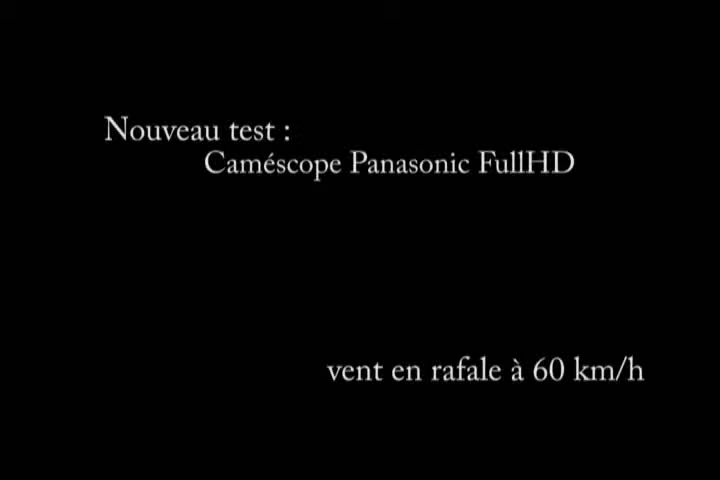 Nouveau test :
Caméscope Panasonic FullHD
vent en rafale à 60 km/h